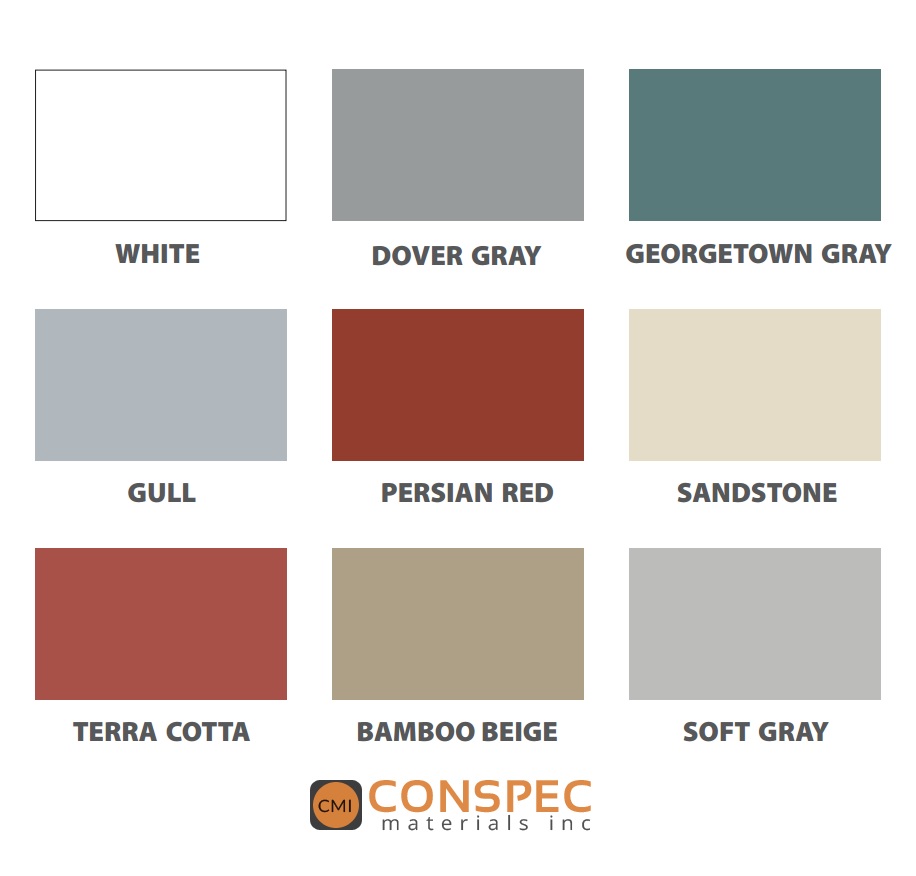 WHITE
DOVER GRAY
GEORGETOWN GRAY
GULL
PERSIAN RED
SANDSTONE
TERRA COTTA
BAMBOO BEIGE
SOFT GRAY
CMI
CONSPEC
materials inc